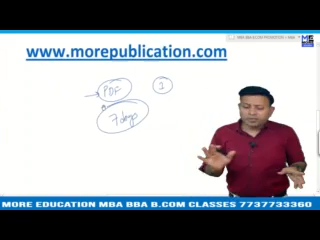 www.morepublication.com
PDF
1
7 days
MORE EDUCATION MBA BBA B.COM CLASSES 7737733360